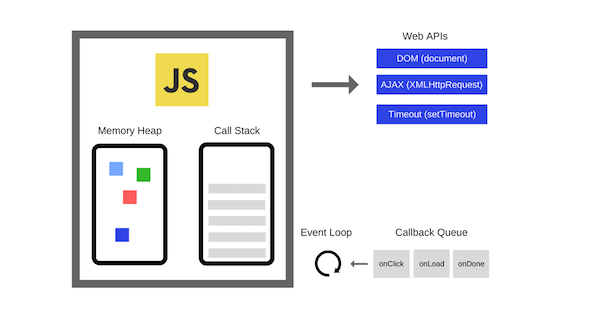 Web APIs
DOM (document)
JS
AJAX (XMLHttpRequest)
Timeout (setTimeout)
Memory Heap
Call Stack
Event Loop
Callback Queue
onClick
onLoad
onDone